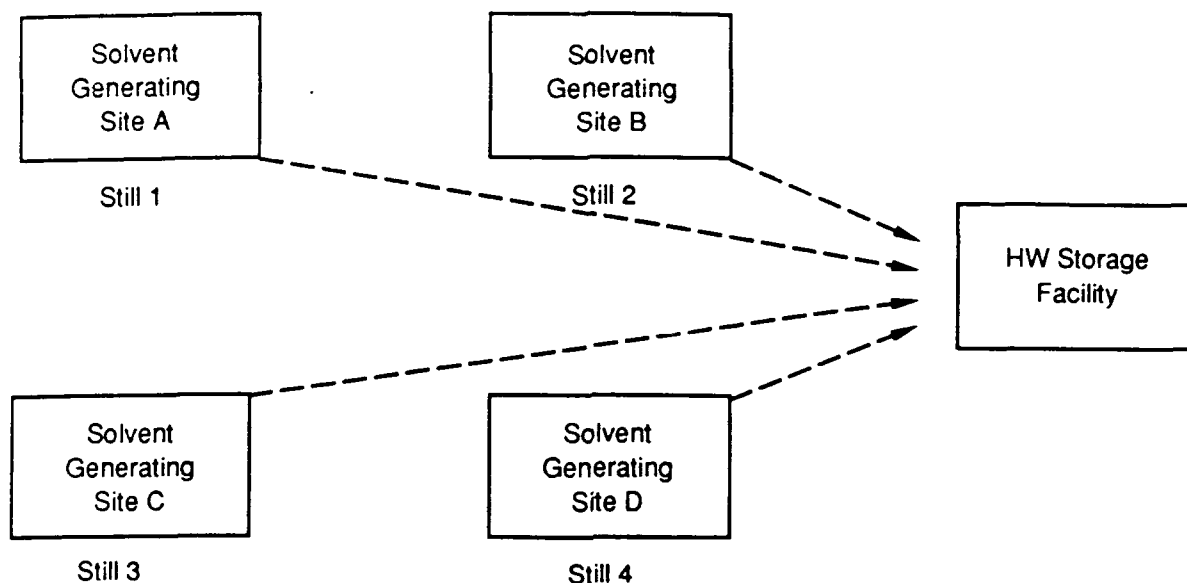 Solvent
Generating
Site A
Still 1
Solvent
Generating
Site B
Still 2
HW Storage
Facility
Solvent
Generating
Site C
Still 3
Solvent
Generating
Site D
Still 4